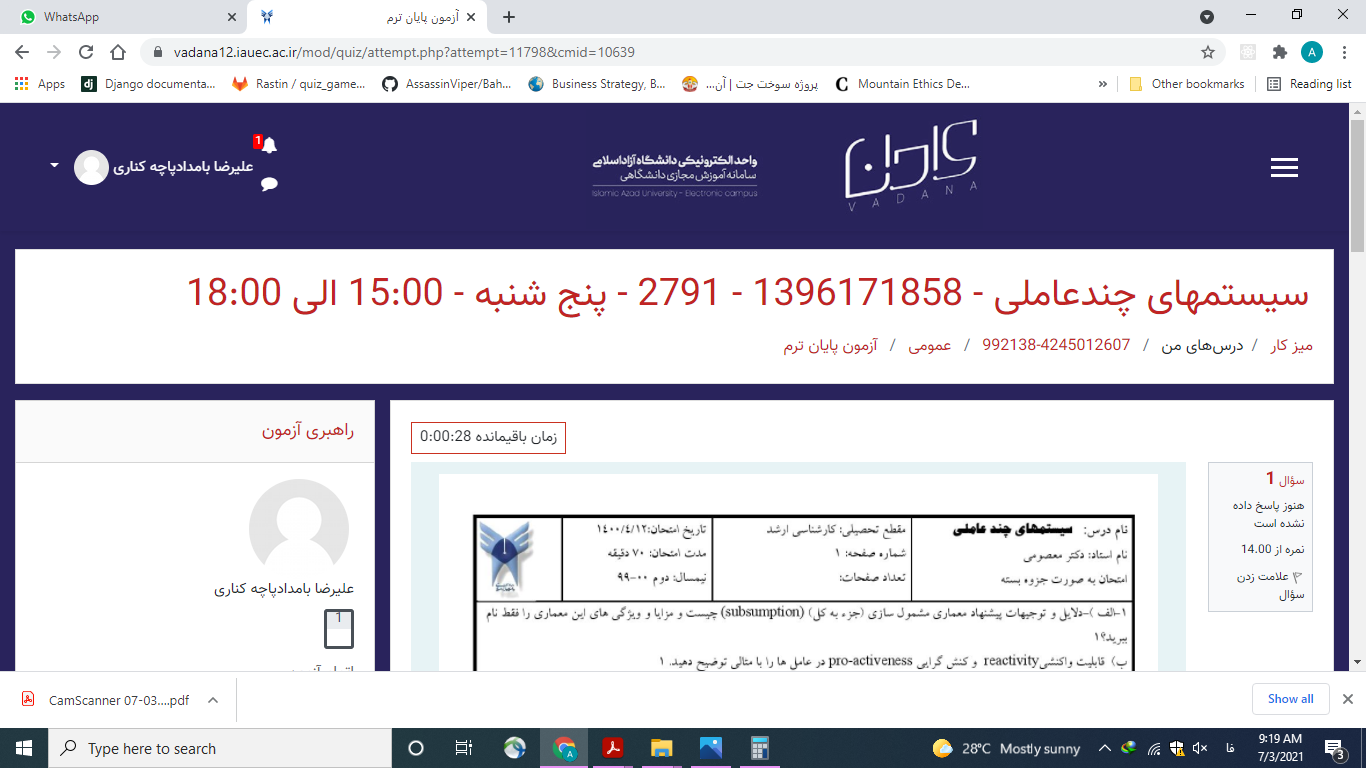 WhatsApp
آزمون پایان ترم
vadana12.iauec.ac.ir/mod/quiz/attempt.php?attempt=11798&cmid=10639
A
Apps
Django documenta...
Rastin / quiz_game...
AssassinViper/Bah...
Business Strategy, B...
پروژه سوخت جت | آن...
Mountain Ethics De...
»
Other bookmarks
Reading list
1
علیرضا بامدادپاچه کناری
واحد الکترونیکی دانشگاه آزاد اسلامی
سامانه آموزش مجازی دانشگاهی
Islamic Azad University - Electronic campus
وادانا
VADANA
سیستمهای چندعاملی - 1396171858 - 2791 - پنج شنبه - 15:00 الی 18:00
میز کار / درس‌های من / 992138-4245012607 / عمومی / آزمون پایان ترم
راهبری آزمون
علیرضا بامدادپاچه کناری
1
زمان باقیمانده 0:00:28
سؤال 1
هنوز پاسخ داده
نشده است
نمره از 14.00
علامت زدن
سؤال
نام درس: سیستمهای چند عاملی
نام استاد: دکتر معصومی
امتحان به صورت جزوه بسته
مقطع تحصیلی: کارشناسی ارشد
شماره صفحه: ۱
تعداد صفحات:
تاریخ امتحان:۱۴۰۰/۴/۱۲
مدت امتحان: ۷۰ دقیقه
نیمسال: دوم ۰۰-۹۹
۱-الف )-دلایل و توجیهات پیشنهاد معماری مشمول سازی (جزء به کل) (subsumption) چیست و مزایا و ویژگی های این معماری را فقط نام
ببرید؟۱
ب) قابلیت واکنشیreactivity و کنش گرایی pro-activeness در عامل ها را با مثالی توضیح دهید. ۱
CamScanner 07-03....pdf
Show all
Type here to search
28°C Mostly sunny
فا
9:19 AM
7/3/2021
3